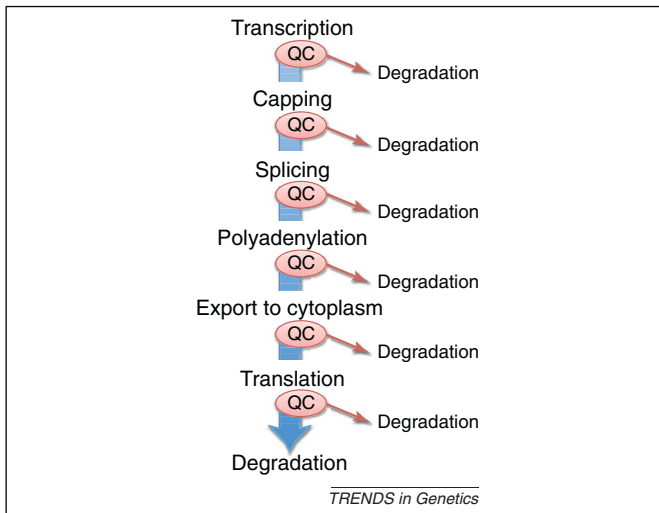 Transcription
QC
Degradation
Capping
QC
Degradation
Splicing
QC
Degradation
Polyadenylation
QC
Degradation
Export to cytoplasm
QC
Degradation
Translation
QC
Degradation
Degradation
TRENDS in Genetics